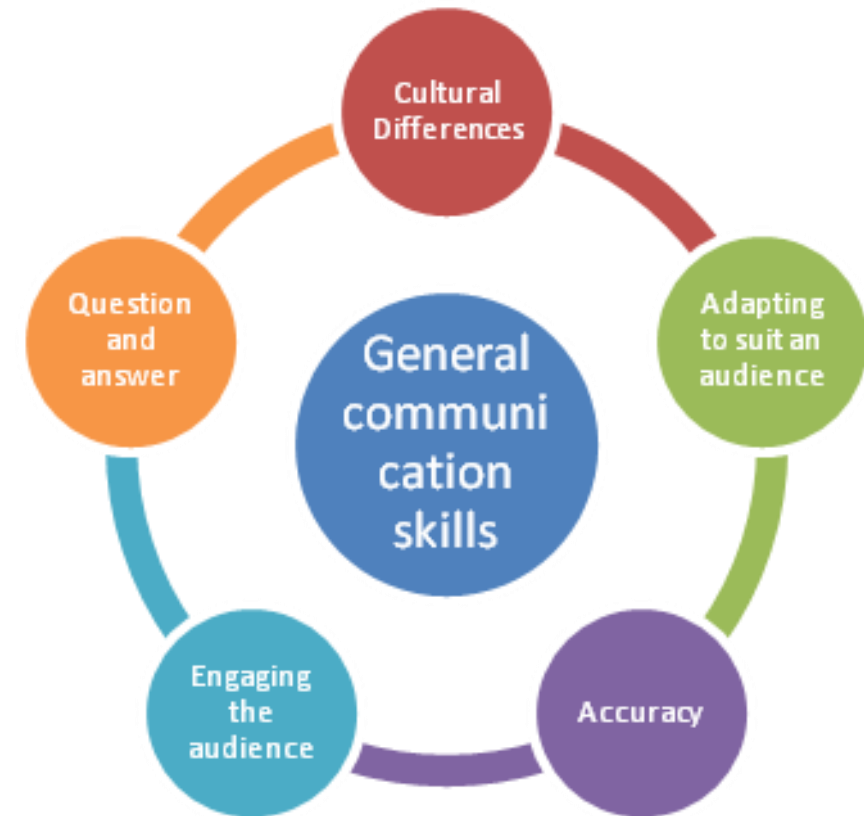 Cultural
Differences
Adapting
to suit an
audience
Accuracy
Engaging
the
audience
Question
and
answer
General
communi
cation
skills